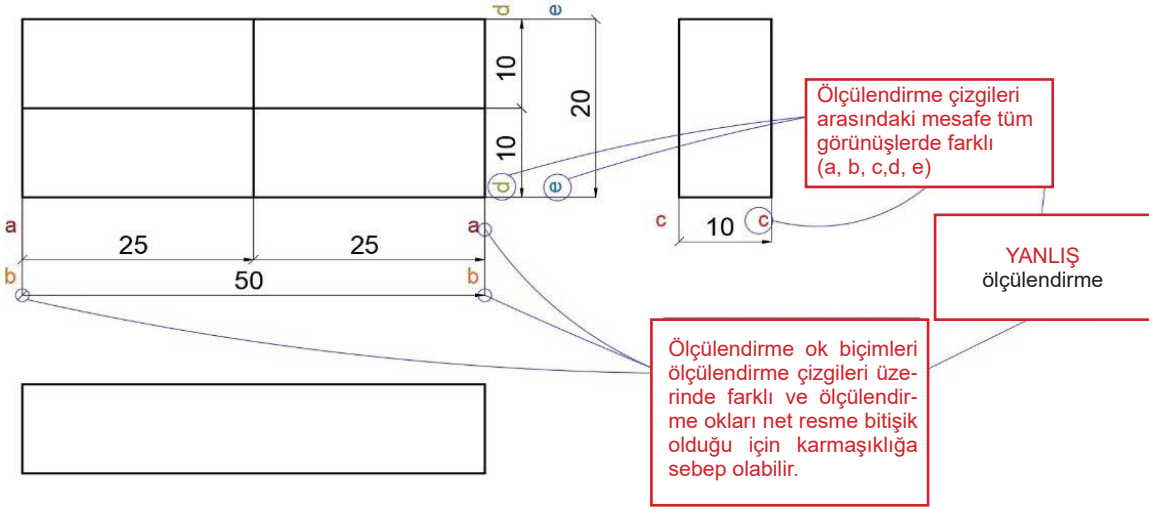 d e
10
20
10
d e
a a
25 25
b b
50
c c
10
Ölçülendirme çizgileri
arasındaki mesafe tüm
görünüşlerde farklı
(a, b, c,d, e)
YANLIŞ
ölçülendirme
Ölçülendirme ok biçimleri
ölçülendirme çizgileri üze-
rinde farklı ve ölçülendir-
me okları net resme bitişik
olduğu için karmaşıklığa
sebep olabilir.